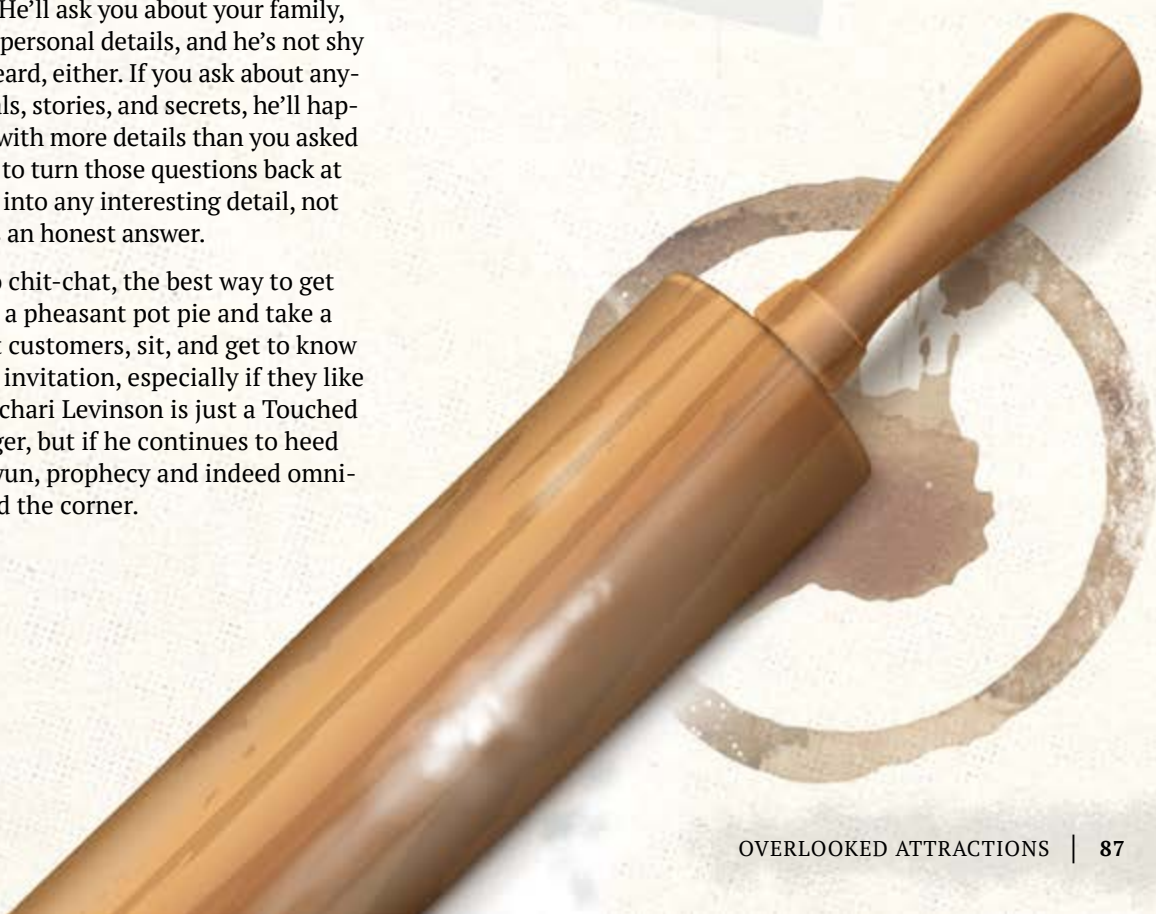 He’ll ask you about your family,
personal details, and he’s not shy
eard, either. If you ask about any-
ls, stories, and secrets, he’ll hap-
with more details than you asked
to turn those questions back at
into any interesting detail, not
an honest answer.
chit-chat, the best way to get
a pheasant pot pie and take a
customers, sit, and get to know
invitation, especially if they like
chari Levinson is just a Touched
ger, but if he continues to heed
vun, prophecy and indeed omni-
d the corner.
OVERLOOKED ATTRACTIONS | 87